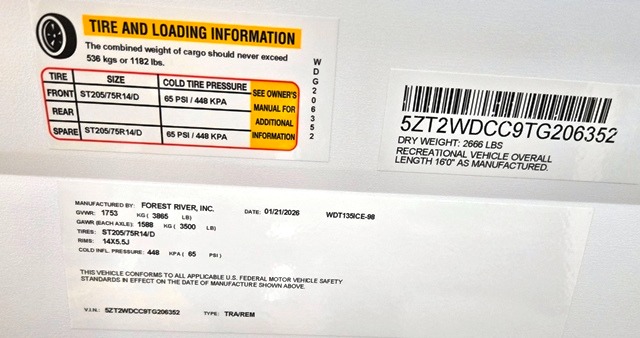 TIRE AND LOADING INFORMATION
The combined weight of cargo should never exceed
536 kgs or 1182 lbs.
TIRE SIZE COLD TIRE PRESSURE SEE OWNER'S MANUAL FOR ADDITIONAL INFORMATION
FRONT ST205/75R14/D 65 PSI / 448 KPA
REAR
SPARE ST205/75R14/D 65 PSI / 448 KPA
WDG206352
5ZT2WDCC9TG206352
DRY WEIGHT: 2666 LBS
RECREATIONAL VEHICLE OVERALL
LENGTH 16'0" AS MANUFACTURED.
MANUFACTURED BY: FOREST RIVER, INC. DATE: 01/21/2026 WDT135ICE-98
GVWR: 1753 KG ( 3865 LB)
GAWR (EACH AXLE): 1588 KG ( 3500 LB)
TIRES: ST205/75R14/D
RIMS: 14X5.5J
COLD INFL. PRESSURE: 448 KPA ( 65 PSI )
THIS VEHICLE CONFORMS TO ALL APPLICABLE U.S. FEDERAL MOTOR VEHICLE SAFETY
STANDARDS IN EFFECT ON THE DATE OF MANUFACTURE SHOWN ABOVE.
V.I.N.: 5ZT2WDCC9TG206352 TYPE: TRA/REM